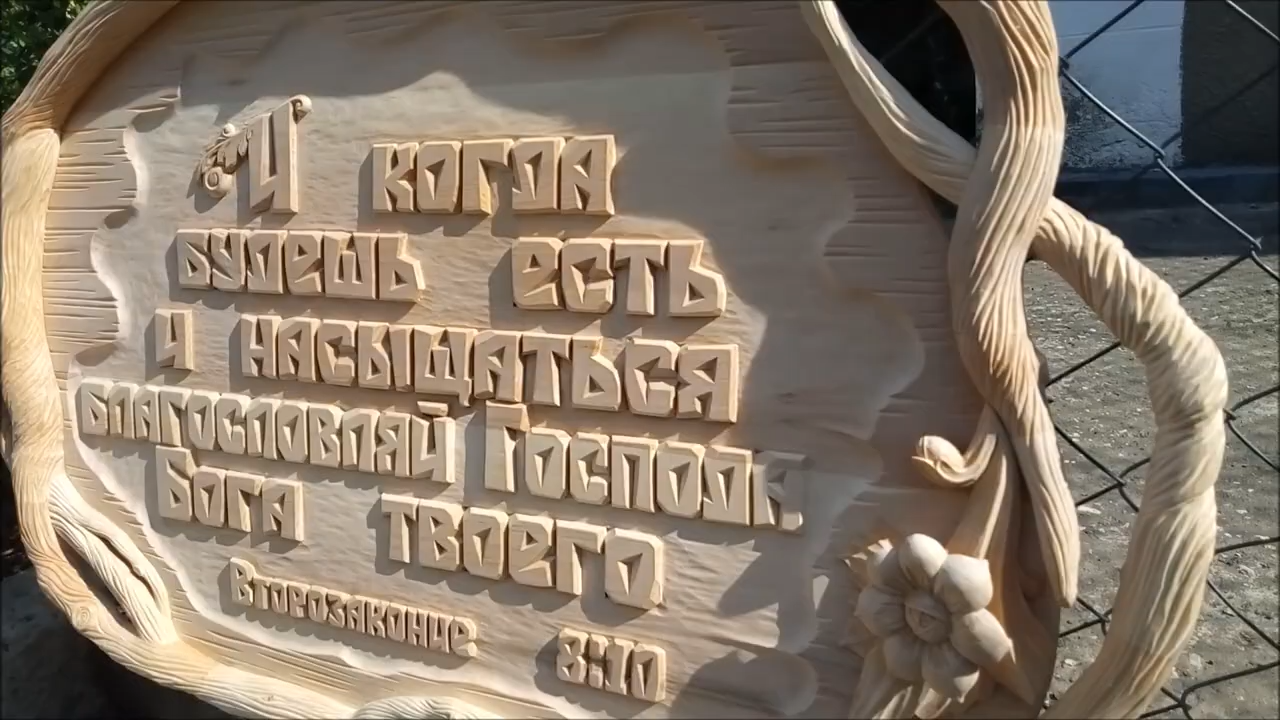 И когда
будешь есть
и насыщаться
благословляй Господа
Бога твоего
Второзаконие 8:10